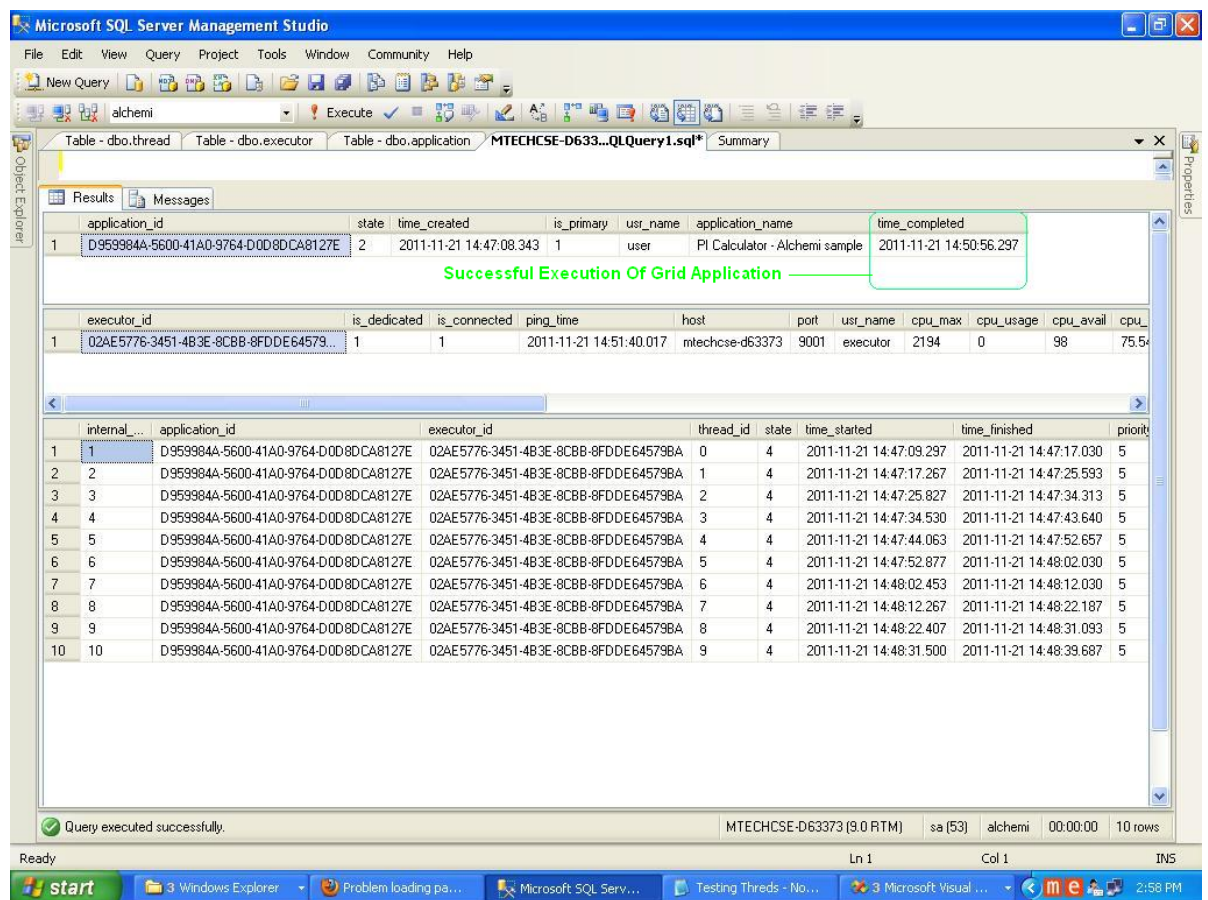 Microsoft SQL Server Management Studio
File Edit View Query Project Tools Window Community Help
New Query
alchemi Execute
Table - dbo.thread Table - dbo.executor Table - dbo.application MTECHCSE-D633...QLQuery1.sql* Summary
Object Explorer
Properties
Results Messages
application_id state time_created is_primary usr_name application_name time_completed
1 D959984A-5600-41A0-9764-D0D8DCA8127E 2 2011-11-21 14:47:08.343 1 user PI Calculator - Alchemi sample 2011-11-21 14:50:56.297
Successful Execution Of Grid Application
executor_id is_dedicated is_connected ping_time host port usr_name cpu_max cpu_usage cpu_avail cpu_
1 02AE5776-3451-4B3E-8CBB-8FDDE64579... 1 1 2011-11-21 14:51:40.017 mtechcse-d63373 9001 executor 2194 0 98 75.54
internal_... application_id executor_id thread_id state time_started time_finished priority
1 1 D959984A-5600-41A0-9764-D0D8DCA8127E 02AE5776-3451-4B3E-8CBB-8FDDE64579BA 0 4 2011-11-21 14:47:09.297 2011-11-21 14:47:17.030 5
2 2 D959984A-5600-41A0-9764-D0D8DCA8127E 02AE5776-3451-4B3E-8CBB-8FDDE64579BA 1 4 2011-11-21 14:47:17.267 2011-11-21 14:47:25.593 5
3 3 D959984A-5600-41A0-9764-D0D8DCA8127E 02AE5776-3451-4B3E-8CBB-8FDDE64579BA 2 4 2011-11-21 14:47:25.827 2011-11-21 14:47:34.313 5
4 4 D959984A-5600-41A0-9764-D0D8DCA8127E 02AE5776-3451-4B3E-8CBB-8FDDE64579BA 3 4 2011-11-21 14:47:34.530 2011-11-21 14:47:43.640 5
5 5 D959984A-5600-41A0-9764-D0D8DCA8127E 02AE5776-3451-4B3E-8CBB-8FDDE64579BA 4 4 2011-11-21 14:47:44.063 2011-11-21 14:47:52.657 5
6 6 D959984A-5600-41A0-9764-D0D8DCA8127E 02AE5776-3451-4B3E-8CBB-8FDDE64579BA 5 4 2011-11-21 14:47:52.877 2011-11-21 14:48:02.030 5
7 7 D959984A-5600-41A0-9764-D0D8DCA8127E 02AE5776-3451-4B3E-8CBB-8FDDE64579BA 6 4 2011-11-21 14:48:02.453 2011-11-21 14:48:12.030 5
8 8 D959984A-5600-41A0-9764-D0D8DCA8127E 02AE5776-3451-4B3E-8CBB-8FDDE64579BA 7 4 2011-11-21 14:48:12.267 2011-11-21 14:48:22.187 5
9 9 D959984A-5600-41A0-9764-D0D8DCA8127E 02AE5776-3451-4B3E-8CBB-8FDDE64579BA 8 4 2011-11-21 14:48:22.407 2011-11-21 14:48:31.093 5
10 10 D959984A-5600-41A0-9764-D0D8DCA8127E 02AE5776-3451-4B3E-8CBB-8FDDE64579BA 9 4 2011-11-21 14:48:31.500 2011-11-21 14:48:39.687 5
Query executed successfully. MTECHCSE-D63373 (9.0 RTM) sa (53) alchemi 00:00:00 10 rows
Ready Ln 1 Col 1 INS
start 3 Windows Explorer Problem loading pa... Microsoft SQL Serv... Testing Threds - No... 3 Microsoft Visual ... 2:58 PM